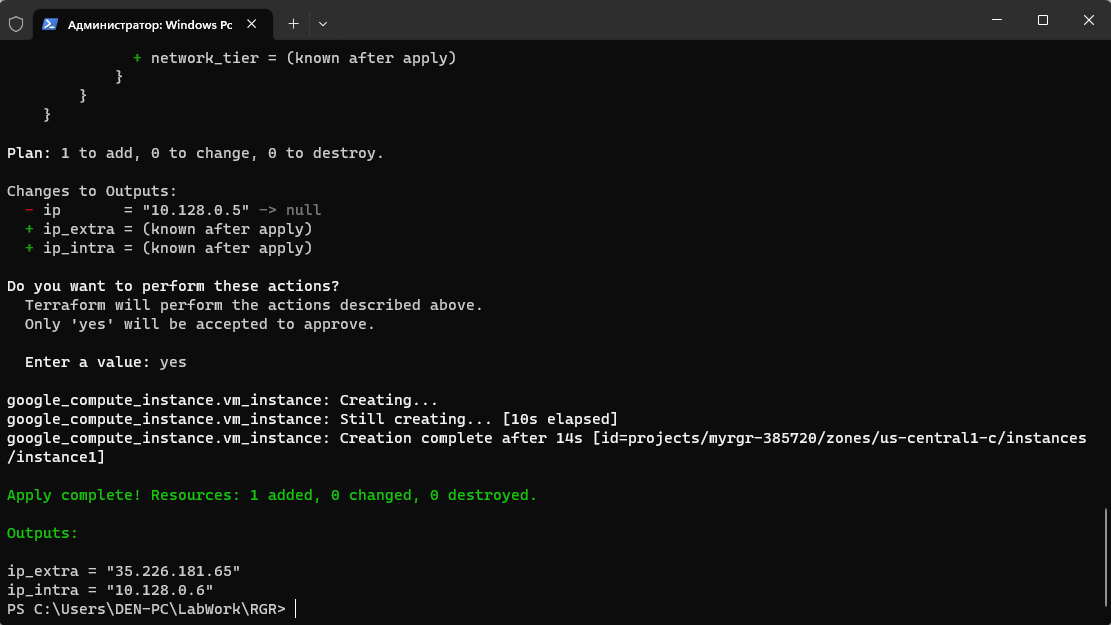 Администратор: Windows Pc
+ network_tier = (known after apply)
}
}
}
Plan: 1 to add, 0 to change, 0 to destroy.
Changes to Outputs:
- ip       = "10.128.0.5" -> null
+ ip_extra = (known after apply)
+ ip_intra = (known after apply)
Do you want to perform these actions?
Terraform will perform the actions described above.
Only 'yes' will be accepted to approve.
Enter a value: yes
google_compute_instance.vm_instance: Creating...
google_compute_instance.vm_instance: Still creating... [10s elapsed]
google_compute_instance.vm_instance: Creation complete after 14s [id=projects/myrgr-385720/zones/us-central1-c/instances
/instance1]
Apply complete! Resources: 1 added, 0 changed, 0 destroyed.
Outputs:
ip_extra = "35.226.181.65"
ip_intra = "10.128.0.6"
PS C:\Users\DEN-PC\LabWork\RGR>